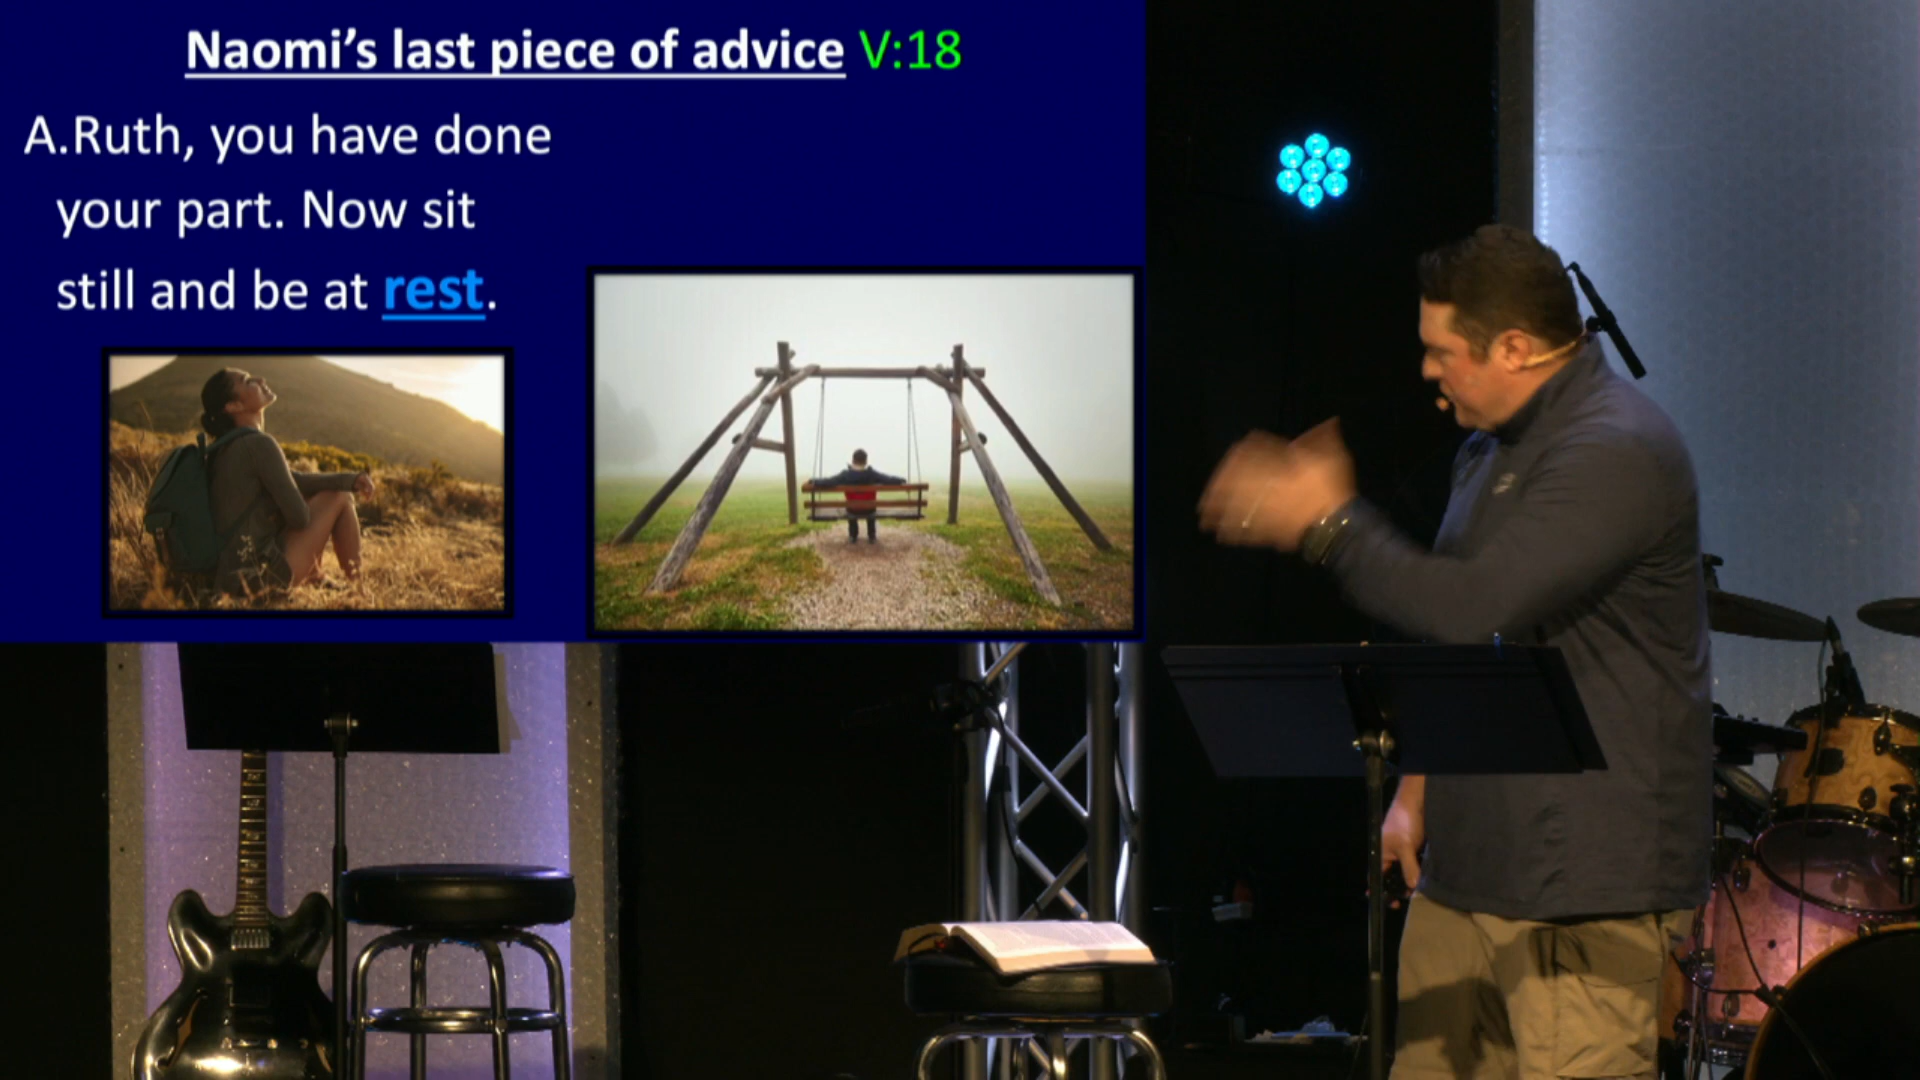 Naomi's last piece of advice V:18
A.Ruth, you have done
your part. Now sit
still and be at rest.